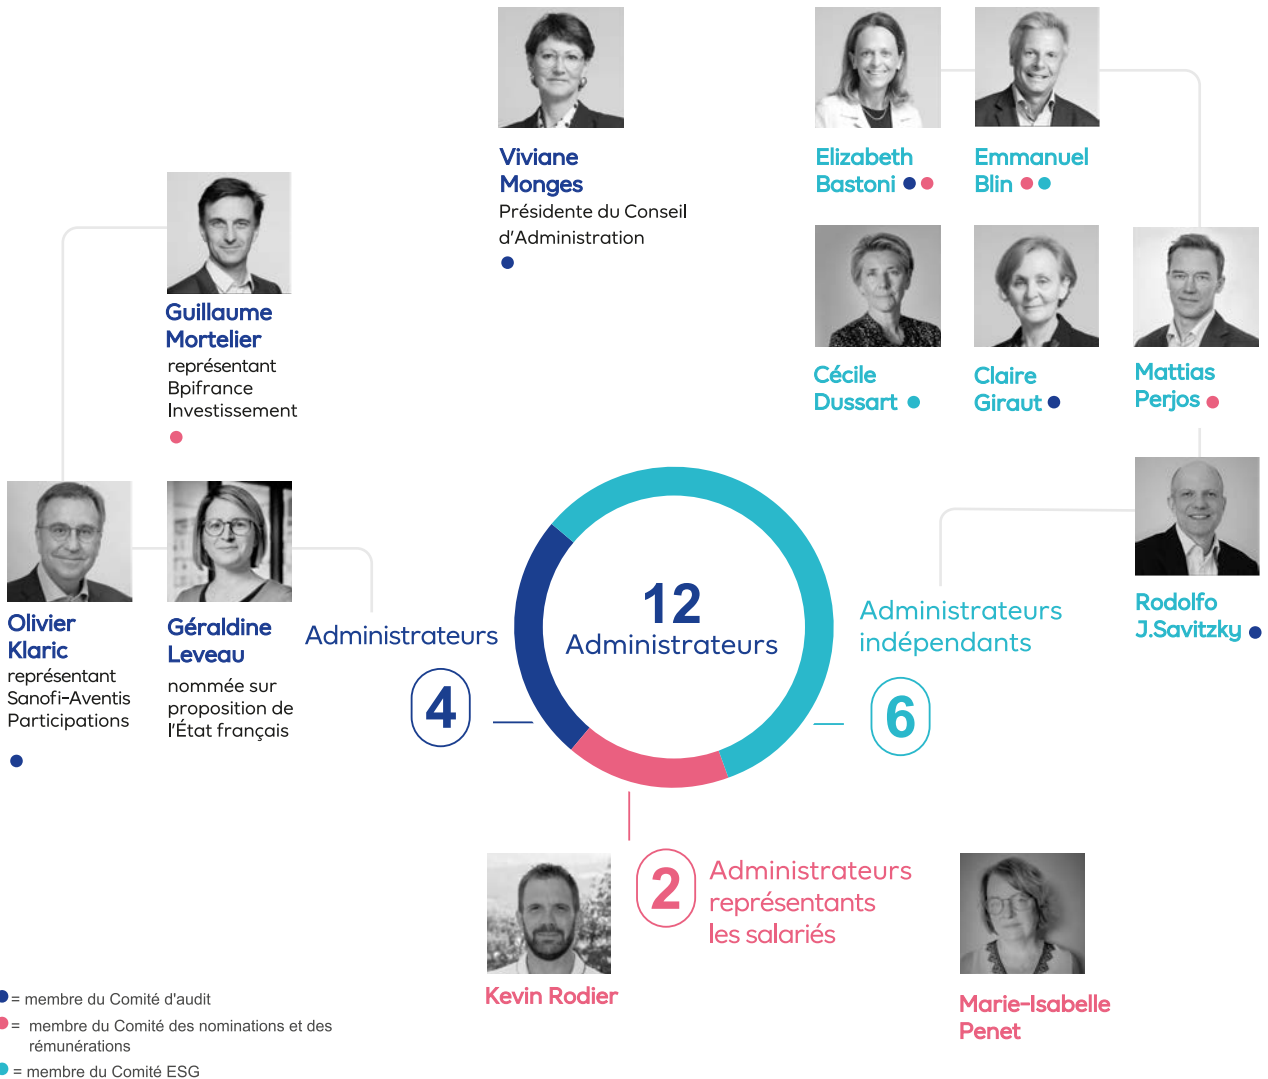 Viviane
Monges
Présidente du Conseil
d'Administration
Elizabeth
Bastoni
Emmanuel
Blin
Guillaume
Mortelier
représentant
Bpifrance
Investissement
Cécile
Dussart
Claire
Giraut
Mattias
Perjos
Olivier
Klaric
représentant
Sanofi-Aventis
Participations
Géraldine
Leveau
nommée sur
proposition de
l'État français
Administrateurs
4
12
Administrateurs
Administrateurs
indépendants
6
Rodolfo
J.Savitzky
2
Administrateurs
représentants
les salariés
Kevin Rodier
Marie-Isabelle
Penet
= membre du Comité d'audit
= membre du Comité des nominations et des
rémunérations
= membre du Comité ESG